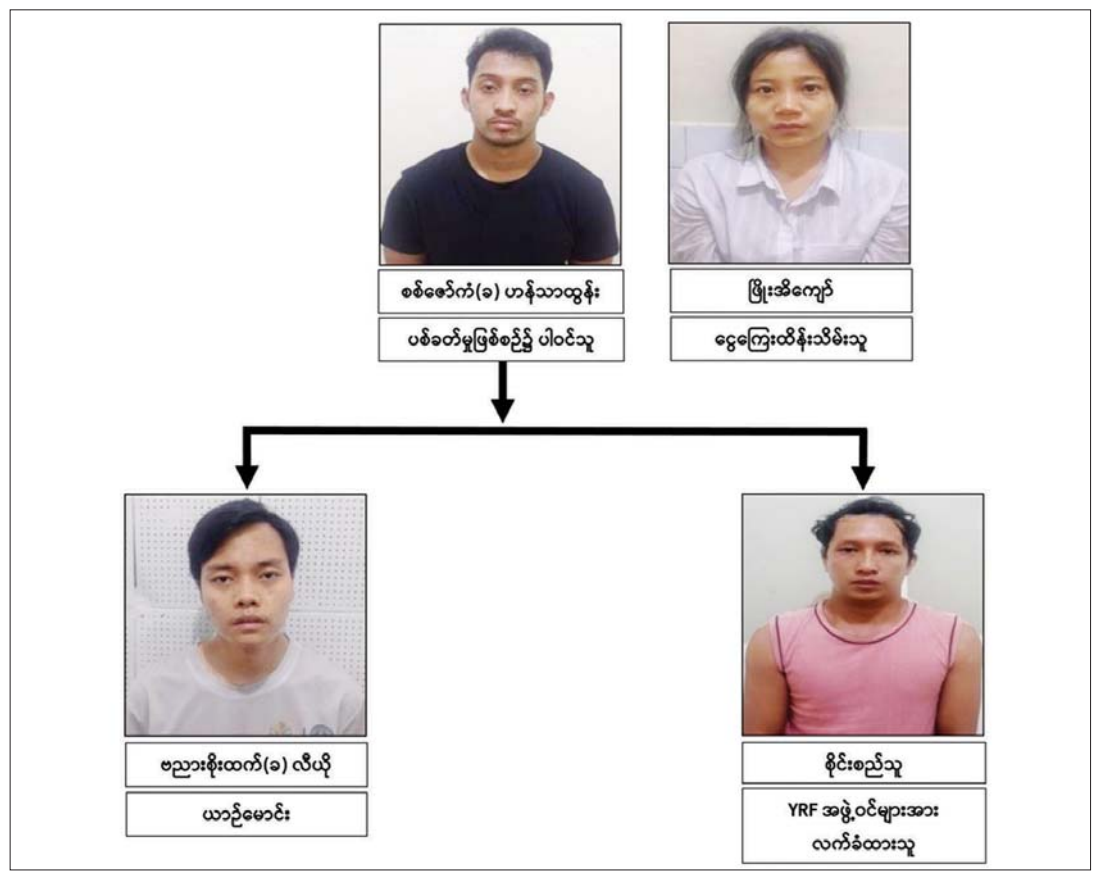 စစ်ဇော်ကံ(ခ) ဟန်သာထွန်း
ပစ်ခတ်မှုဖြစ်စဉ်၌ ပါဝင်သူ
ဖြိုးအိကျော်
ငွေကြေးထိန်းသိမ်းသူ
ဗညားစိုးထက်(ခ) လီယို
ယာဉ်မောင်း
စိုင်းစည်သူ
YRF အဖွဲ့ဝင်များအား
လက်ခံထားသူ